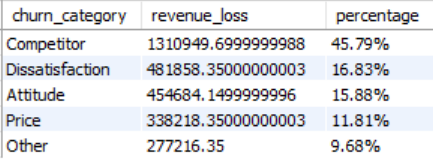 churn_category revenue_loss percentage
Competitor 1310949.6999999988 45.79%
Dissatisfaction 481858.35000000003 16.83%
Attitude 454684.1499999996 15.88%
Price 338218.35000000003 11.81%
Other 277216.35 9.68%